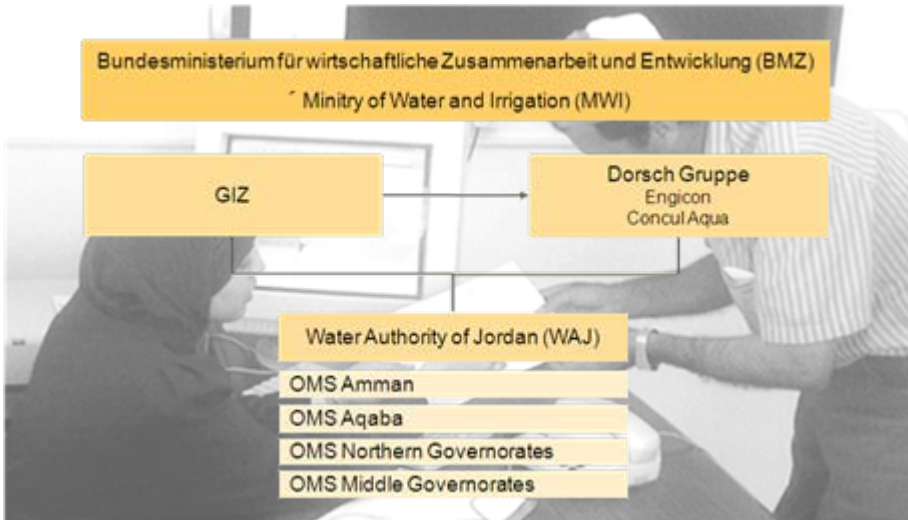 Bundesministerium für wirtschaftliche Zusammenarbeit und Entwicklung (BMZ)
´ Minitry of Water and Irrigation (MWI)
GIZ
Dorsch Gruppe
Engicon
Concul Aqua
Water Authority of Jordan (WAJ)
OMS Amman
OMS Aqaba
OMS Northern Governorates
OMS Middle Governorates